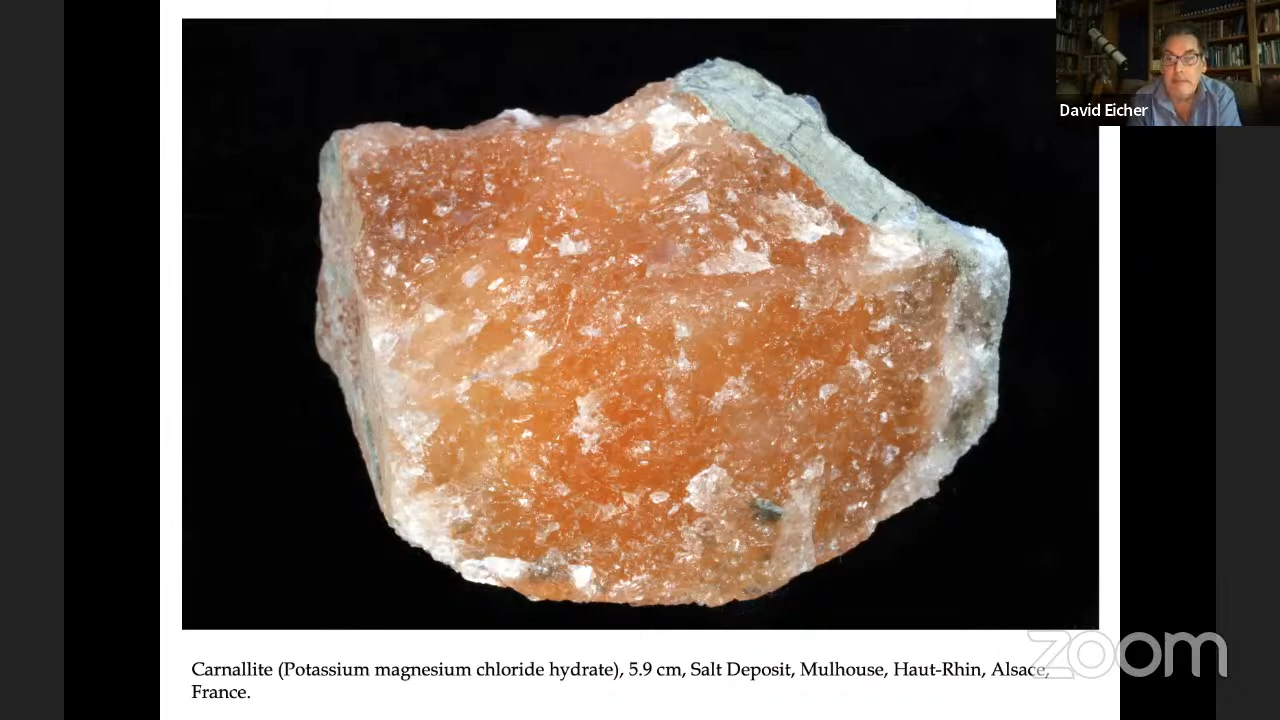 David Eicher
zoom
Carnallite (Potassium magnesium chloride hydrate), 5.9 cm, Salt Deposit, Mulhouse, Haut-Rhin, Alsace,
France.